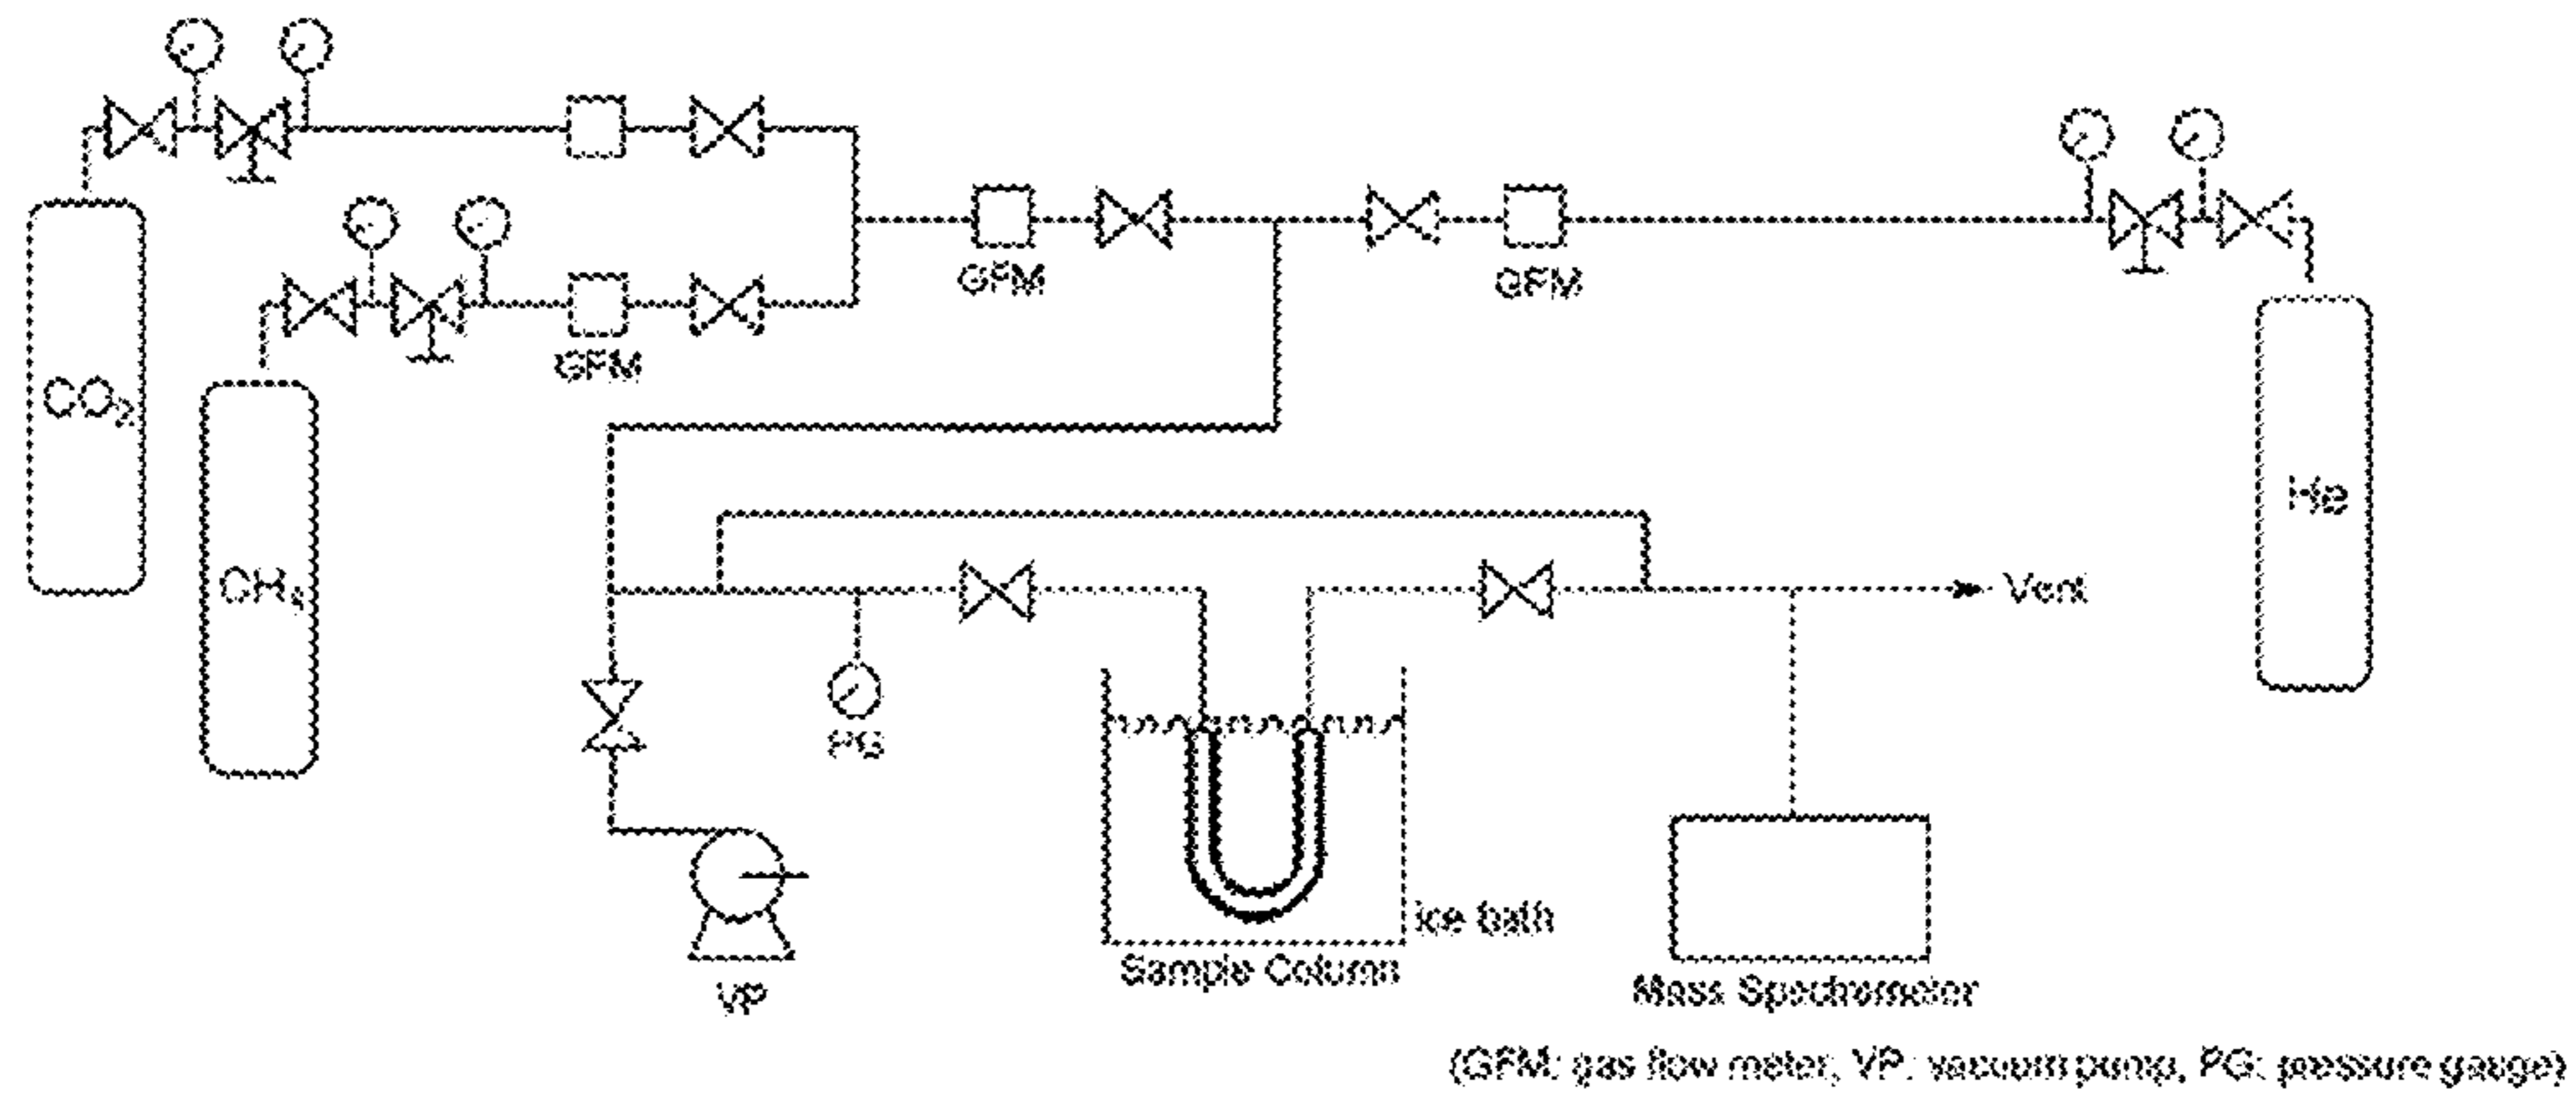 CO₂
CH₄
GFM
GFM
GFM
He
Vent
PG
VP
ice bath
Sample Column
Mass Spectrometer
(GFM: gas flow meter, VP: vacuum pump, PG: pressure gauge)